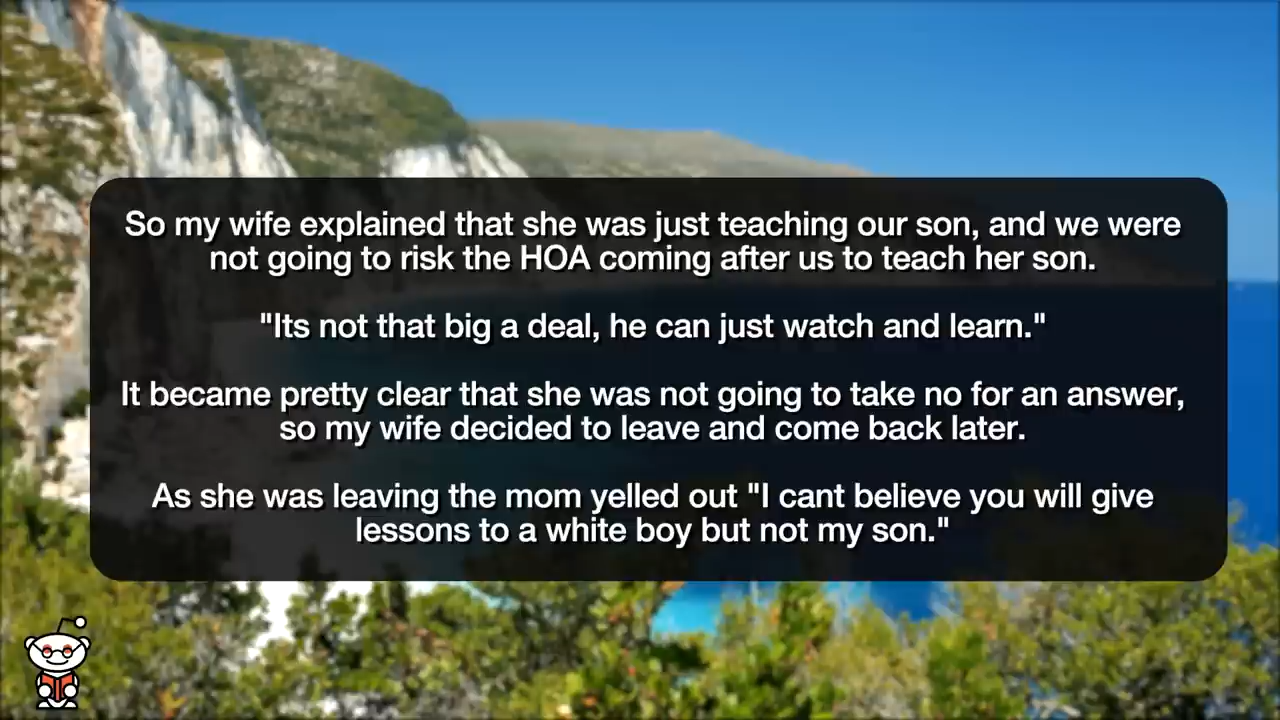 So my wife explained that she was just teaching our son, and we were
not going to risk the HOA coming after us to teach her son.
"Its not that big a deal, he can just watch and learn."
It became pretty clear that she was not going to take no for an answer,
so my wife decided to leave and come back later.
As she was leaving the mom yelled out "I cant believe you will give
lessons to a white boy but not my son."